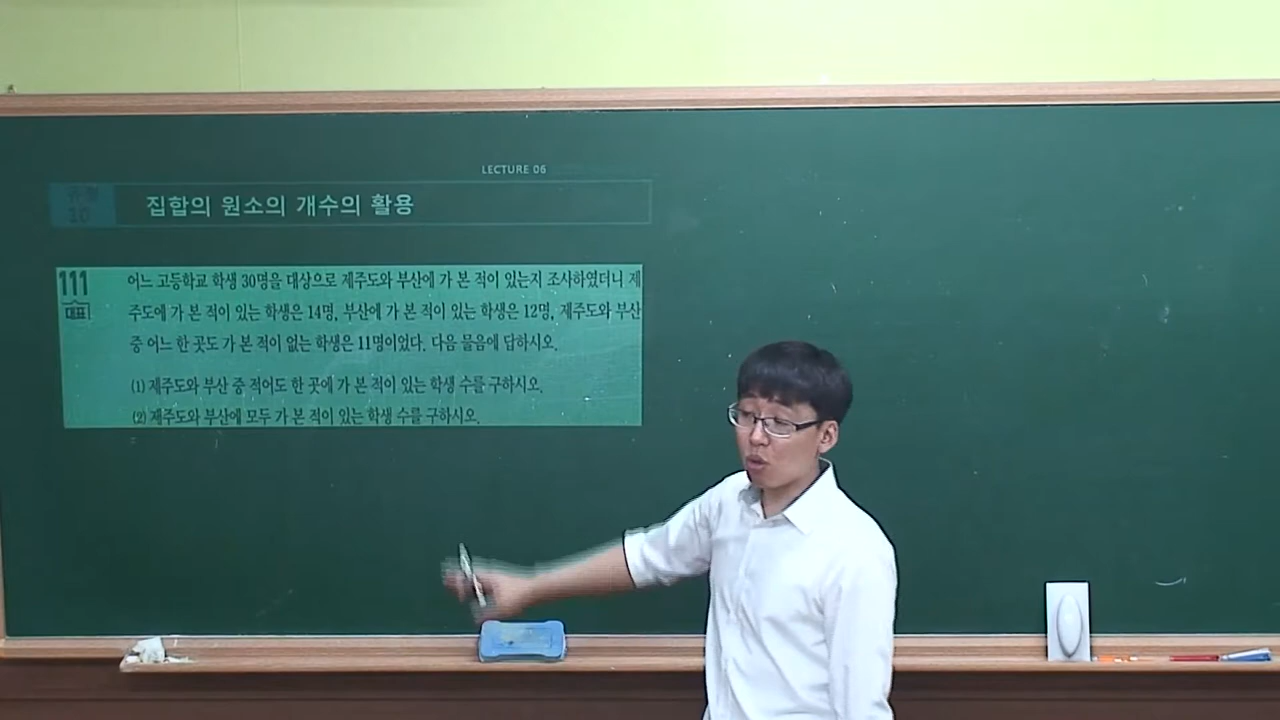 LECTURE 06
유형
10
집합의 원소의 개수의 활용
111
대표
어느 고등학교 학생 30명을 대상으로 제주도와 부산에 가 본 적이 있는지 조사하였더니 제
주도에 가 본 적이 있는 학생은 14명, 부산에 가 본 적이 있는 학생은 12명, 제주도와 부산
중 어느 한 곳도 가 본 적이 없는 학생은 11명이었다. 다음 물음에 답하시오.
(1) 제주도와 부산 중 적어도 한 곳에 가 본 적이 있는 학생 수를 구하시오.
(2) 제주도와 부산에 모두 가 본 적이 있는 학생 수를 구하시오.